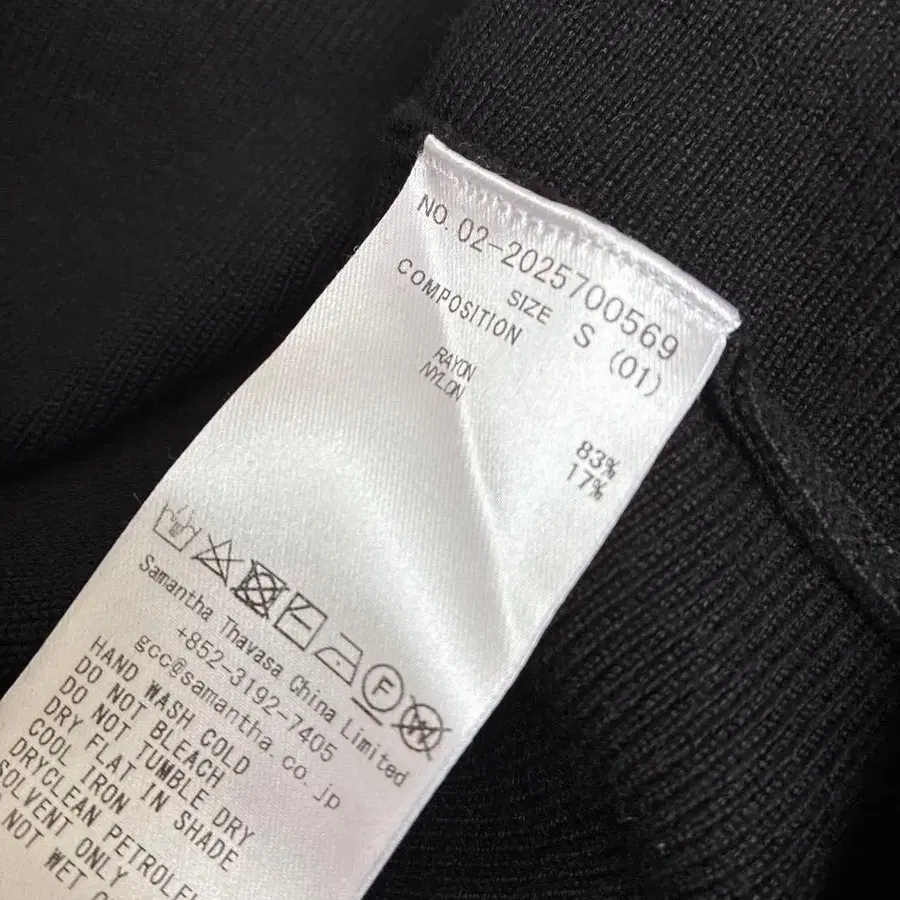 NO. 02-2025700569
SIZE S (01)
COMPOSITION
RAYON 83%
NYLON 17%
F
W
Samantha Thavasa China Limited
+852-3192-7405
gcc@samantha.co.jp
HAND WASH COLD
DO NOT BLEACH
DO NOT TUMBLE DRY
DRY FLAT IN SHADE
COOL IRON
DRYCLEAN
SOLVENT ONLY
NOT WET